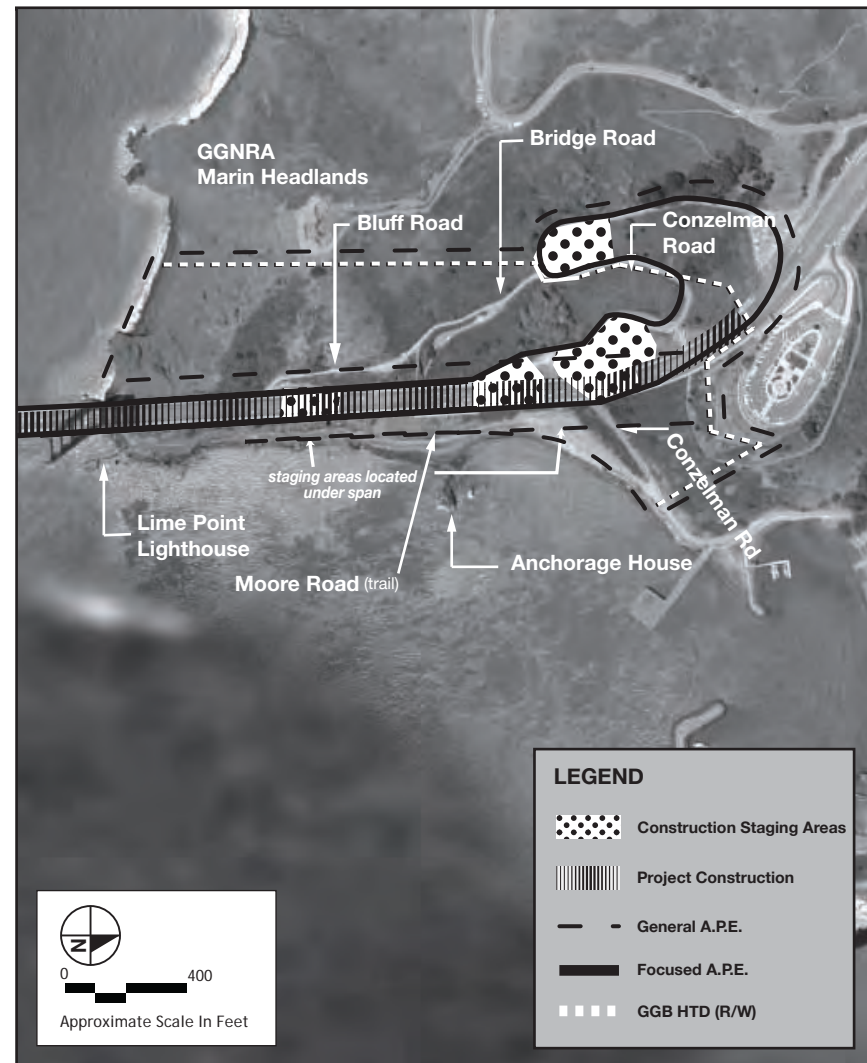 GGNRA
Marin Headlands
Bridge Road
Bluff Road
Conzelman
Road
staging areas located
under span
Lime Point
Lighthouse
Conzelman Rd
Moore Road (trail)
Anchorage House
LEGEND
Construction Staging Areas
Project Construction
General A.P.E.
Focused A.P.E.
GGB HTD (R/W)
N
0 400
Approximate Scale In Feet